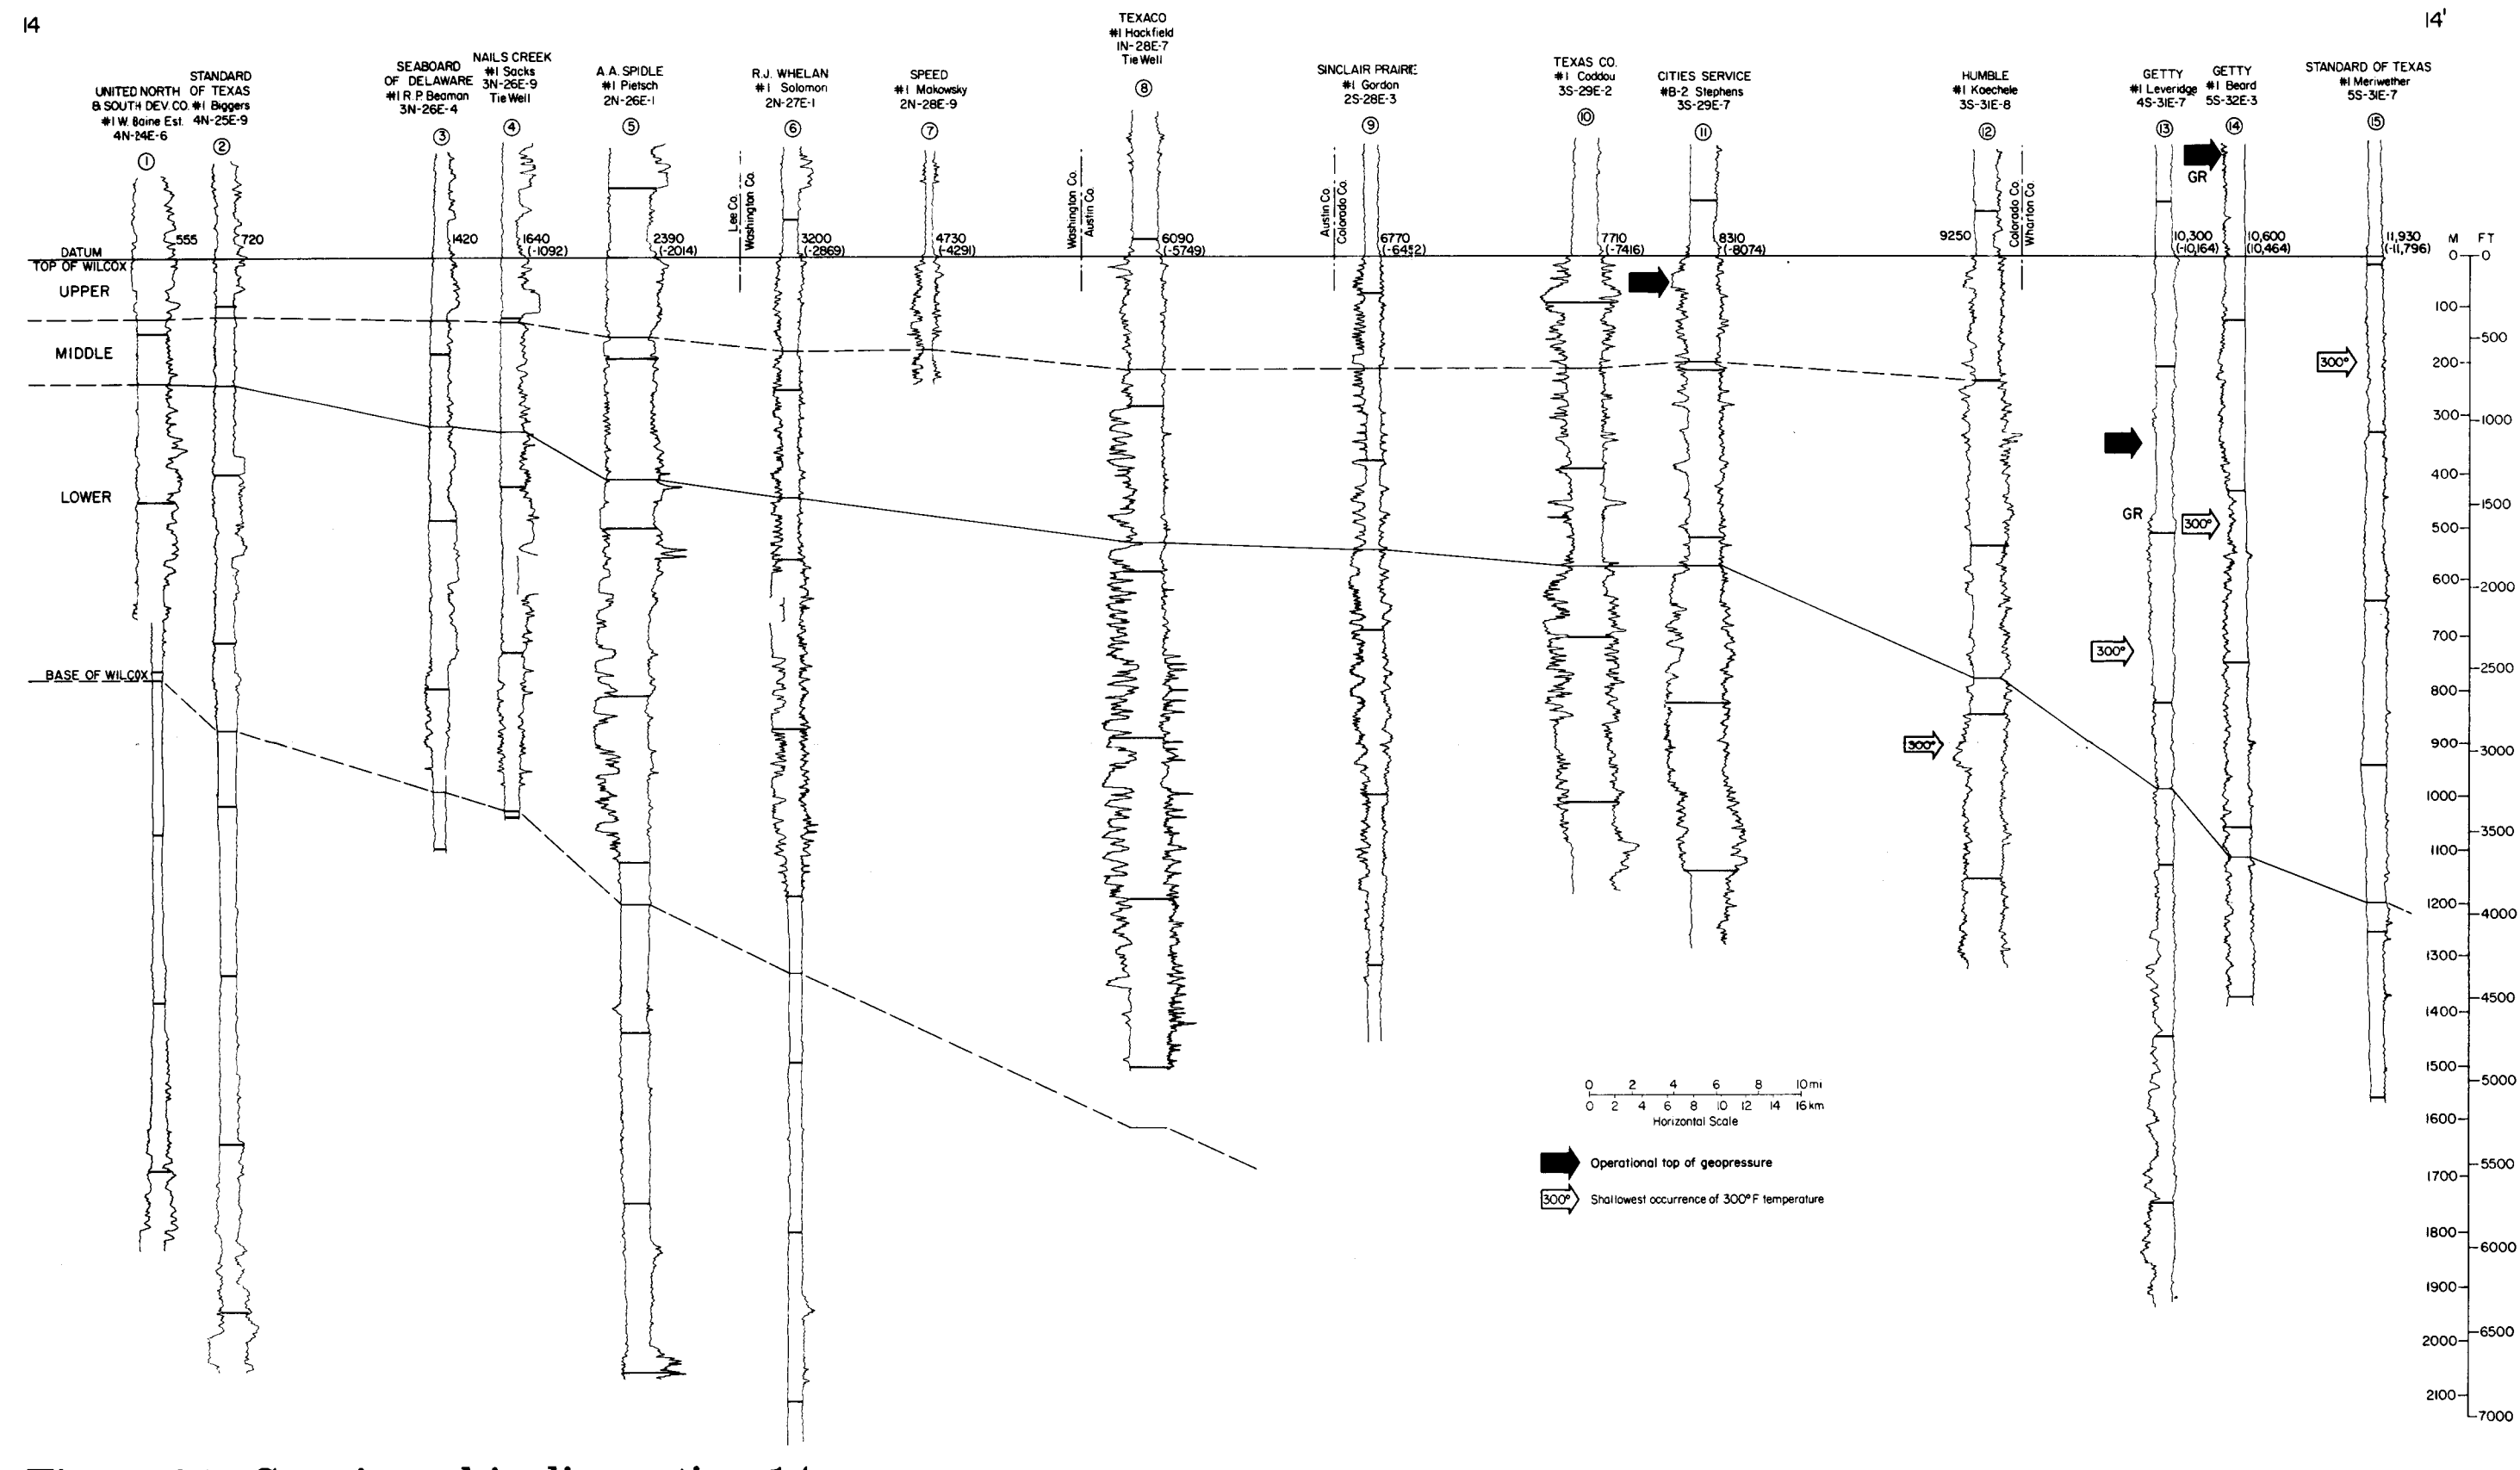 14
14'
UNITED NORTH
& SOUTH DEV. CO.
#1 W. Baine Est.
4N-24E-6
1
STANDARD
OF TEXAS
#1 Biggers
4N-25E-9
2
SEABOARD
OF DELAWARE
#1 R.P. Beaman
3N-26E-4
3
NAILS CREEK
#1 Sacks
3N-26E-9
Tie Well
4
A.A. SPIDLE
#1 Pietsch
2N-26E-1
5
R.J. WHELAN
#1 Solomon
2N-27E-1
6
SPEED
#1 Makowsky
2N-28E-9
7
TEXACO
#1 Hackfield
1N-28E-7
Tie Well
8
SINCLAIR PRAIRIE
#1 Gordon
2S-28E-3
9
TEXAS CO.
#1 Coddou
3S-29E-2
10
CITIES SERVICE
#B-2 Stephens
3S-29E-7
11
HUMBLE
#1 Kaechele
3S-31E-8
12
GETTY
#1 Leveridge
4S-31E-7
13
GETTY
#1 Beard
5S-32E-3
14
STANDARD OF TEXAS
#1 Meriwether
5S-31E-7
15
Lee Co.
Washington Co.
Washington Co.
Austin Co.
Austin Co.
Colorado Co.
Colorado Co.
Wharton Co.
GR
555
720
1420
1640
(-1092)
2390
(-2014)
3200
(-2869)
4730
(-4291)
6090
(-5749)
6770
(-6452)
7710
(-7416)
8310
(-8074)
9250
10,300
(-10,164)
10,600
(10,464)
11,930
(-11,796)
DATUM
TOP OF WILCOX
UPPER
MIDDLE
LOWER
BASE OF WILCOX
300°
GR
300°
300°
300°
M FT
0 0
100
500
200
300
1000
400
1500
500
600
2000
700
2500
800
900
3000
1000
3500
1100
1200
4000
1300
4500
1400
1500
5000
1600
5500
1700
1800
6000
1900
6500
2000
2100
7000
0 2 4 6 8 10 mi
0 2 4 6 8 10 12 14 16 km
Horizontal Scale
Operational top of geopressure
300° Shallowest occurrence of 300°F temperature